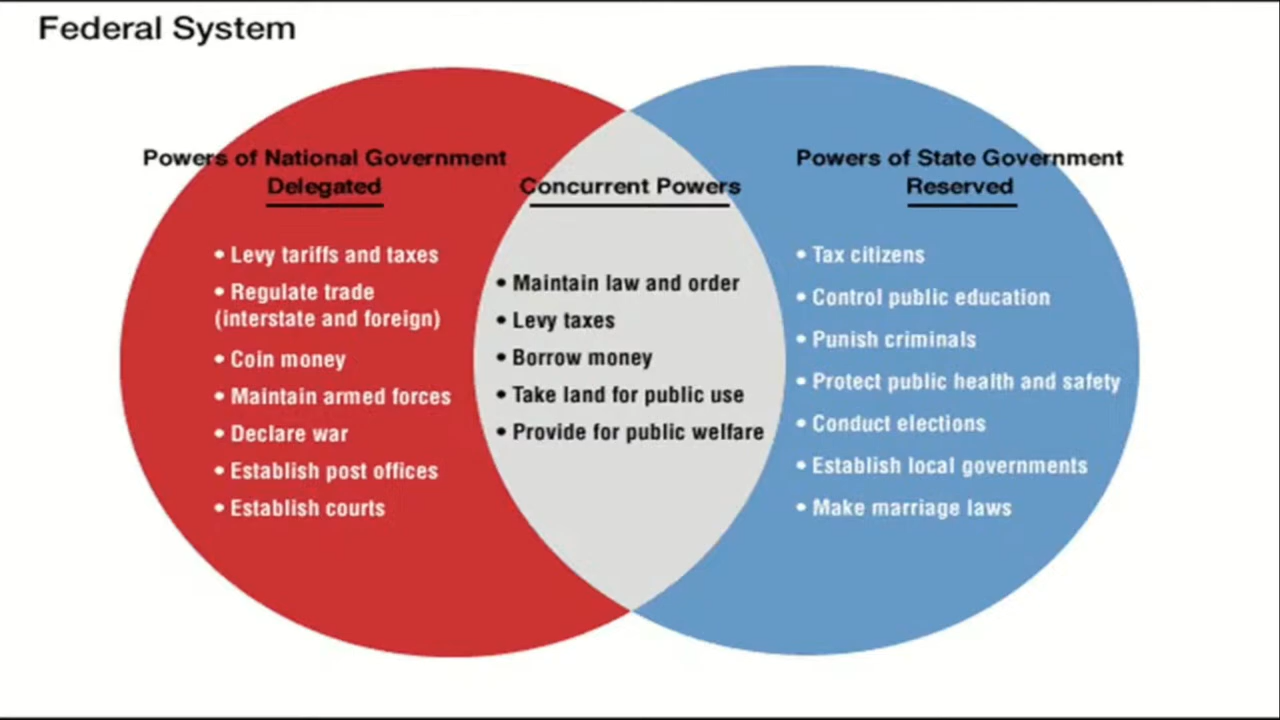 Federal System
Powers of National Government
Delegated
• Levy tariffs and taxes
• Regulate trade
(interstate and foreign)
• Coin money
• Maintain armed forces
• Declare war
• Establish post offices
• Establish courts
Concurrent Powers
• Maintain law and order
• Levy taxes
• Borrow money
• Take land for public use
• Provide for public welfare
Powers of State Government
Reserved
• Tax citizens
• Control public education
• Punish criminals
• Protect public health and safety
• Conduct elections
• Establish local governments
• Make marriage laws